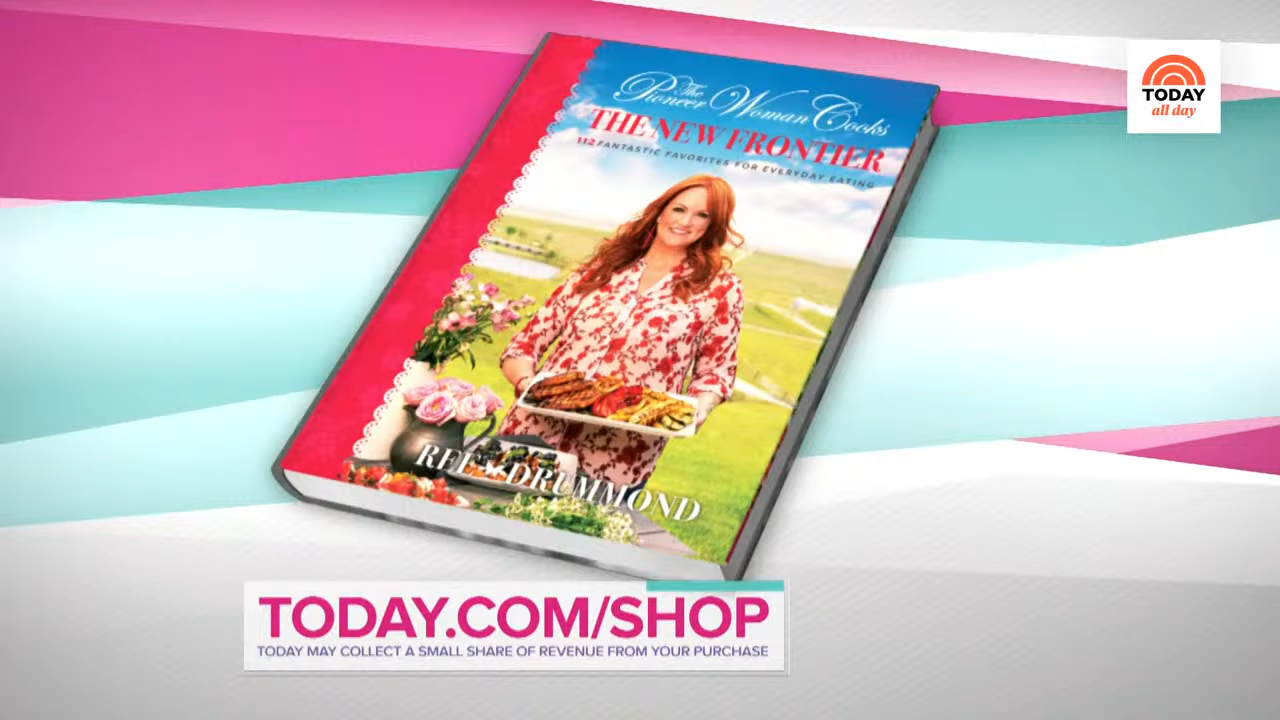 The Pioneer Woman Cooks
THE NEW FRONTIER
112 FANTASTIC FAVORITES FOR EVERYDAY EATING
REE DRUMMOND
TODAY
all day
TODAY.COM/SHOP
TODAY MAY COLLECT A SMALL SHARE OF REVENUE FROM YOUR PURCHASE